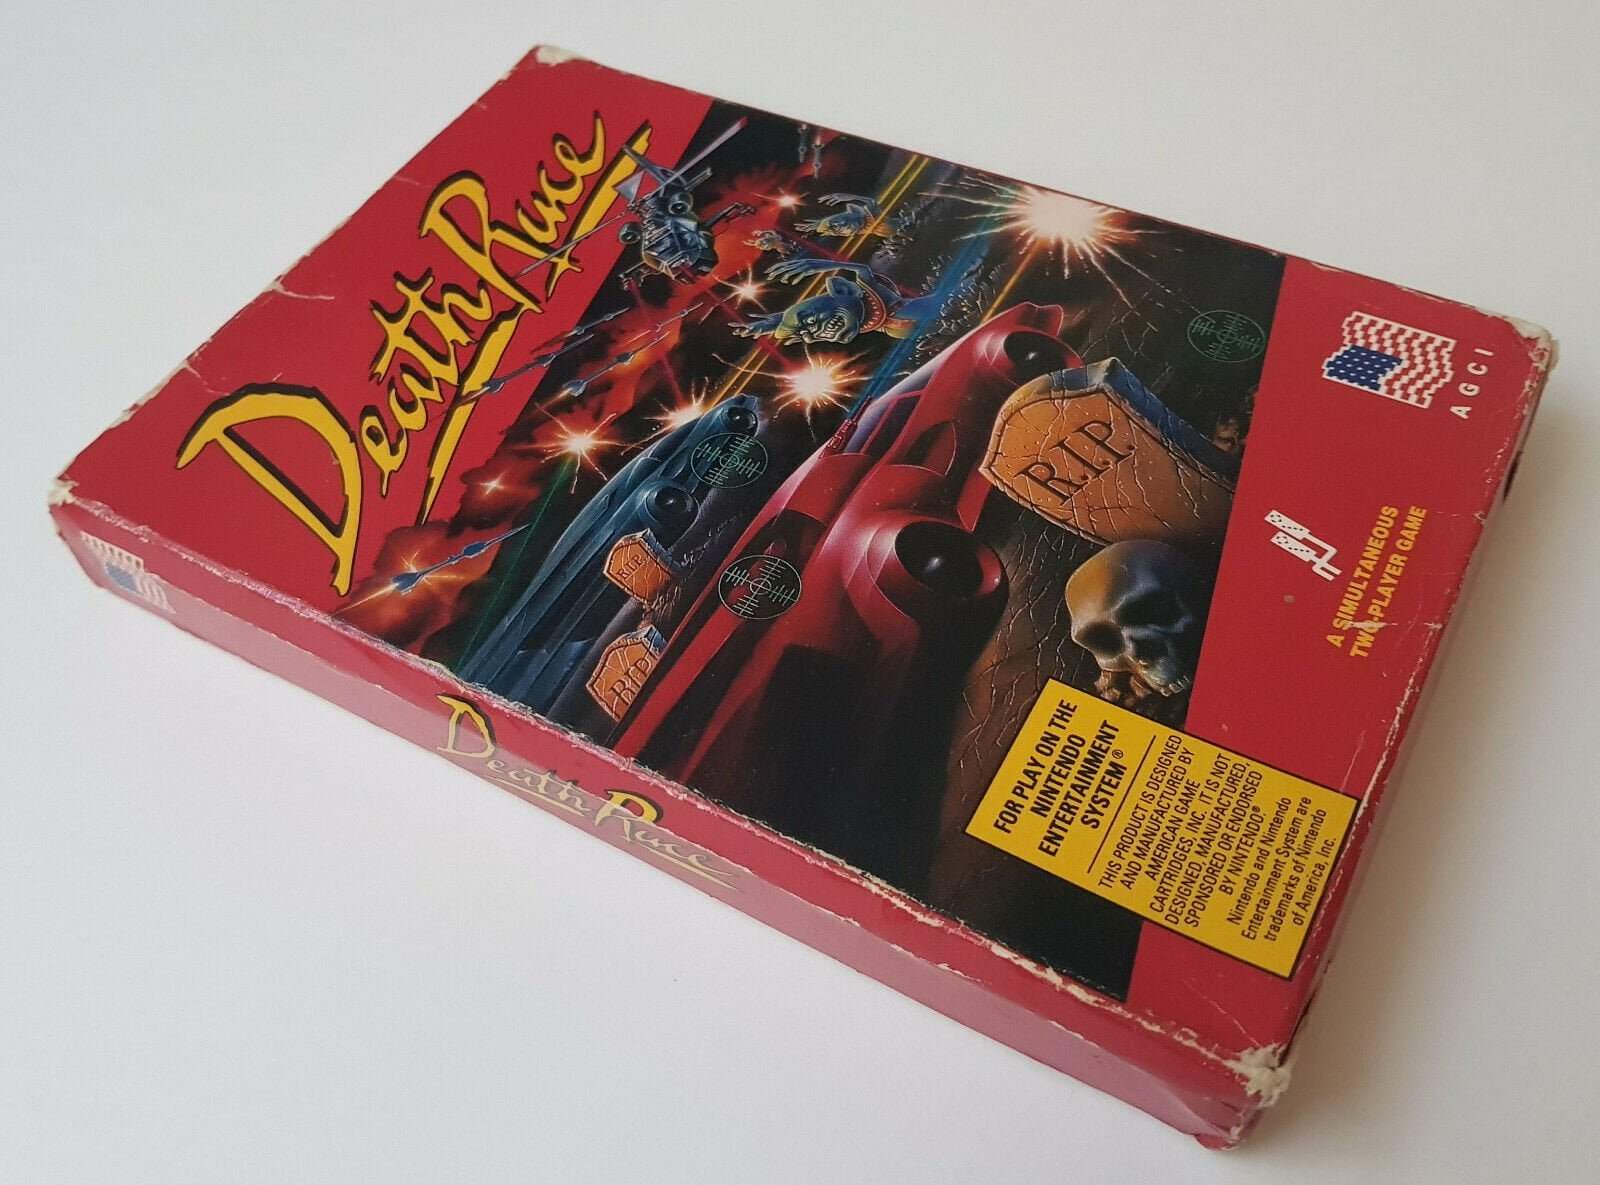 Death Race
R.I.P.
R.I.P.
R.I.P.
AGCI
A SIMULTANEOUS
TWO-PLAYER GAME
FOR PLAY ON THE
NINTENDO
ENTERTAINMENT
SYSTEM®
THIS PRODUCT IS DESIGNED
AND MANUFACTURED BY
AMERICAN GAME
CARTRIDGES, INC. IT IS NOT
DESIGNED, MANUFACTURED,
SPONSORED OR ENDORSED
BY NINTENDO®
Nintendo and Nintendo
Entertainment System are
trademarks of Nintendo
of America, Inc.
Death Race